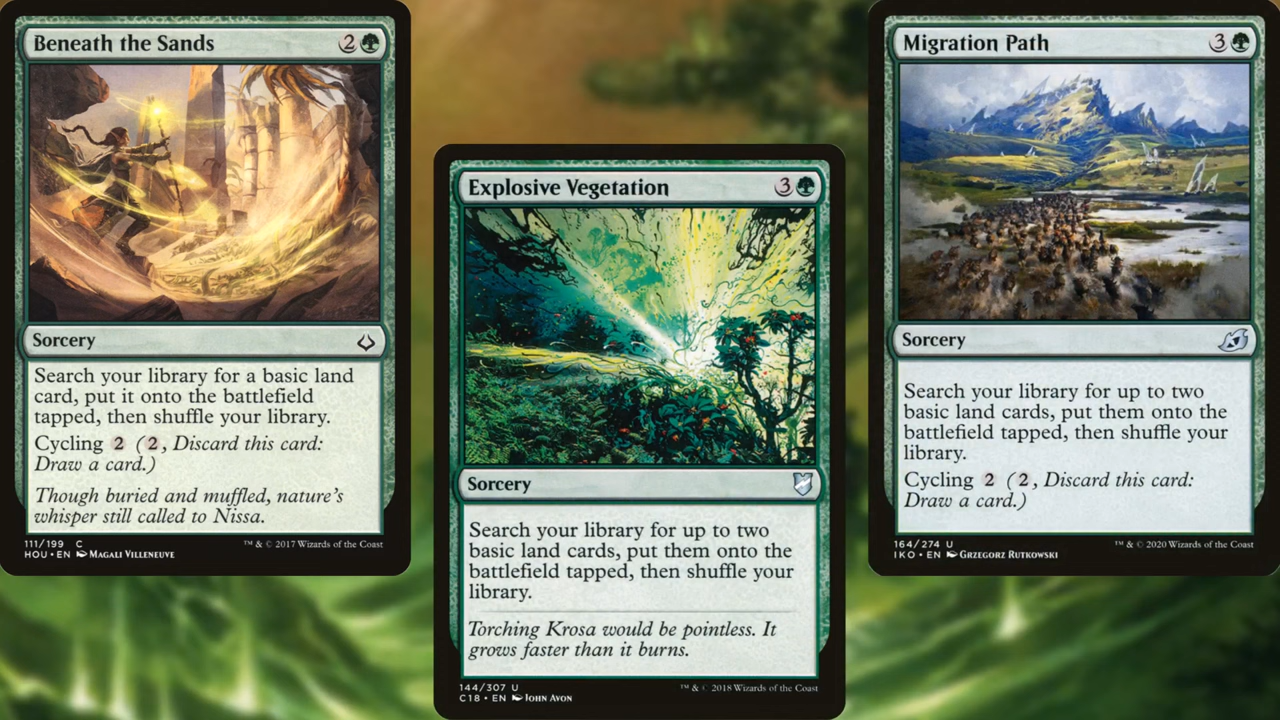 Beneath the Sands 2
Sorcery
Search your library for a basic land
card, put it onto the battlefield
tapped, then shuffle your library.
Cycling 2 (2, Discard this card:
Draw a card.)
Though buried and muffled, nature's
whisper still called to Nissa.
111/199 C
HOU • EN Magali Villeneuve
™ & © 2017 Wizards of the Coast
Explosive Vegetation 3
Sorcery
Search your library for up to two
basic land cards, put them onto the
battlefield tapped, then shuffle your
library.
Torching Krosa would be pointless. It
grows faster than it burns.
144/307 U
C18 • EN John Avon
™ & © 2018 Wizards of the Coast
Migration Path 3
Sorcery
Search your library for up to two
basic land cards, put them onto the
battlefield tapped, then shuffle your
library.
Cycling 2 (2, Discard this card:
Draw a card.)
164/274 U
IKO • EN Grzegorz Rutkowski
™ & © 2020 Wizards of the Coast